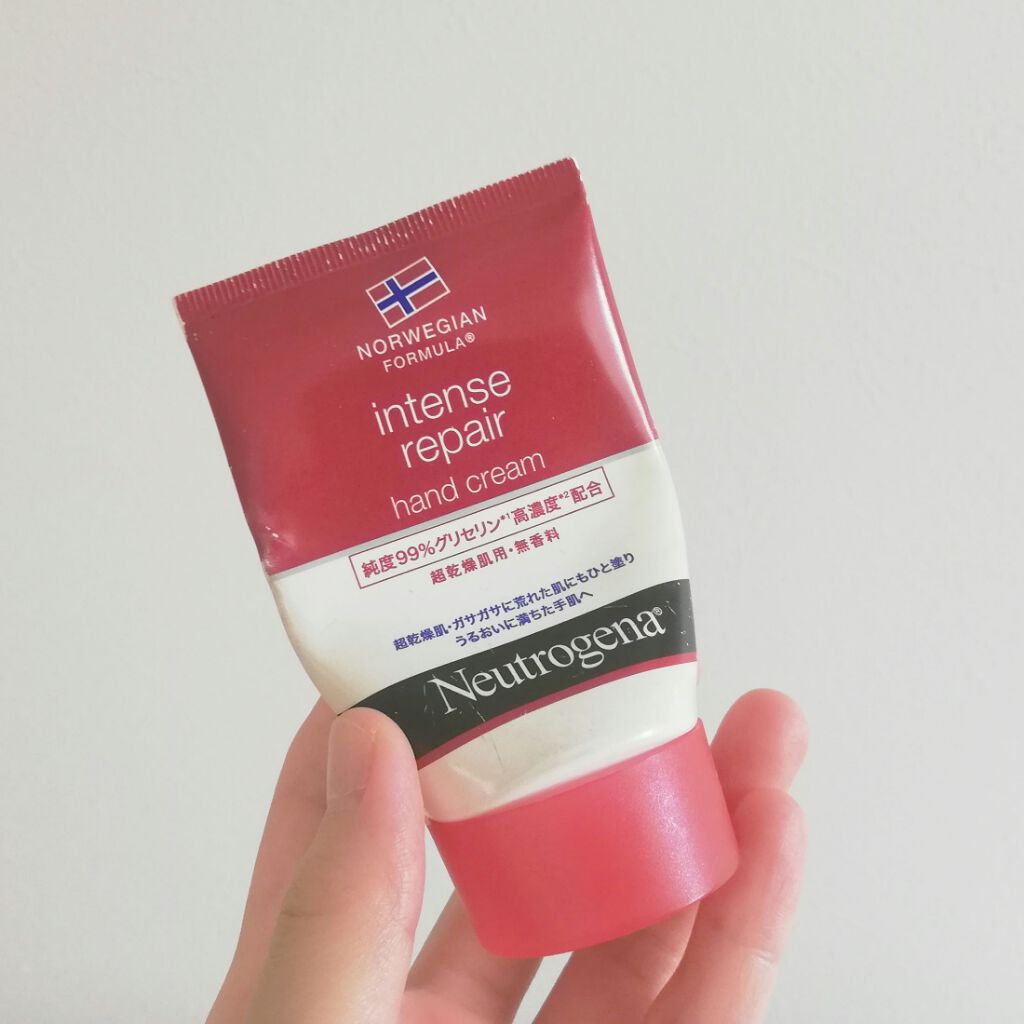 NORWEGIAN
FORMULA®
intense
repair
hand cream
純度99%グリセリン*1高濃度*2配合
超乾燥肌用・無香料
超乾燥肌・ガサガサに荒れた肌にもひと塗り
うるおいに満ちた手肌へ
Neutrogena®